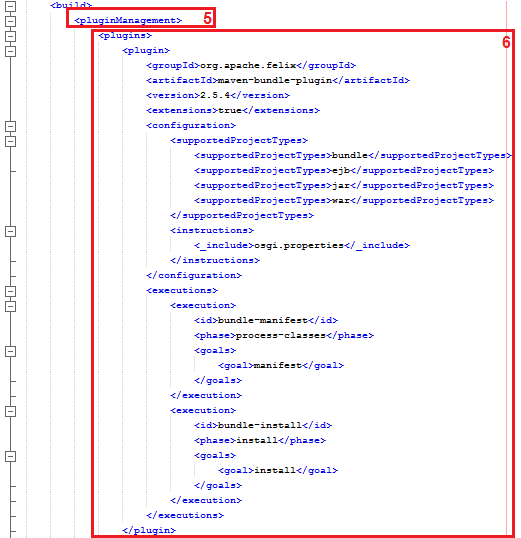 <build>
<pluginManagement> 5
<plugins> 6
<plugin>
<groupId>org.apache.felix</groupId>
<artifactId>maven-bundle-plugin</artifactId>
<version>2.5.4</version>
<extensions>true</extensions>
<configuration>
<supportedProjectTypes>
<supportedProjectTypes>bundle</supportedProjectTypes>
<supportedProjectTypes>ejb</supportedProjectTypes>
<supportedProjectTypes>jar</supportedProjectTypes>
<supportedProjectTypes>war</supportedProjectTypes>
</supportedProjectTypes>
<instructions>
<_include>osgi.properties</_include>
</instructions>
</configuration>
<executions>
<execution>
<id>bundle-manifest</id>
<phase>process-classes</phase>
<goals>
<goal>manifest</goal>
</goals>
</execution>
<execution>
<id>bundle-install</id>
<phase>install</phase>
<goals>
<goal>install</goal>
</goals>
</execution>
</executions>
</plugin>